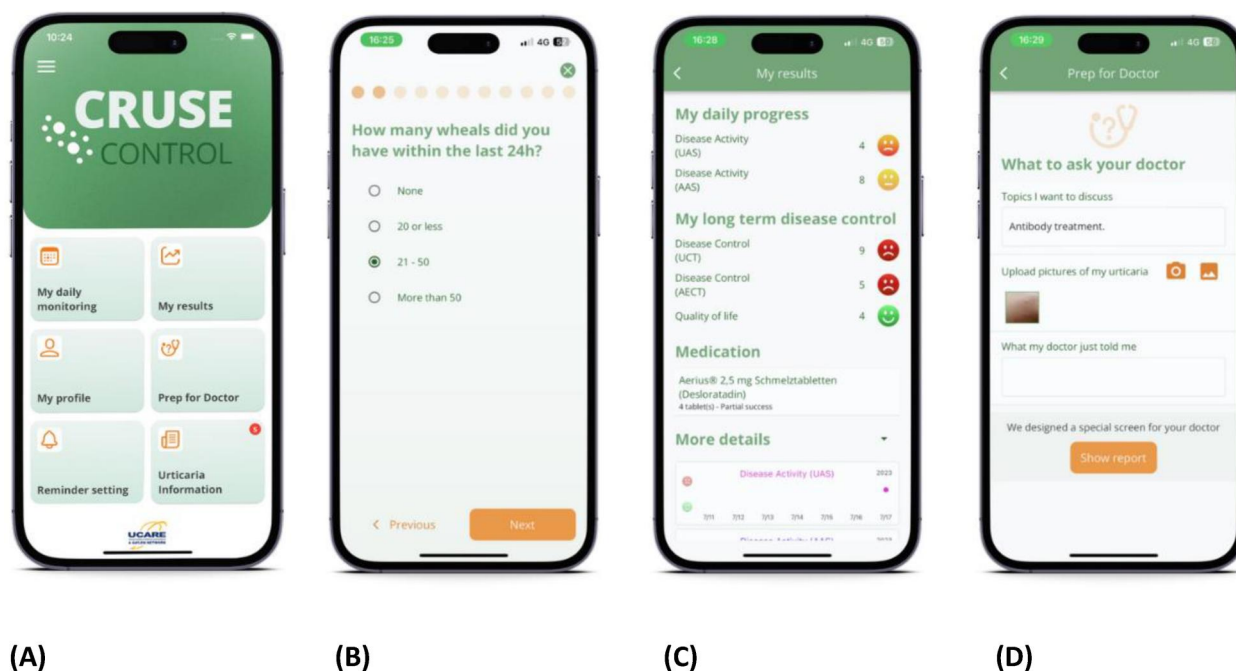 10:24
CRUSE
CONTROL
My daily
monitoring
My results
My profile
Prep for Doctor
Reminder setting
5
Urticaria
Information
UCARE
(A)
16:25
4G
How many wheals did you
have within the last 24h?
None
20 or less
21 - 50
More than 50
Previous
Next
(B)
16:28
4G
My results
My daily progress
Disease Activity
(UAS)
4
Disease Activity
(AAS)
8
My long term disease control
Disease Control
(UCT)
9
Disease Control
(AECT)
5
Quality of life
4
Medication
Aerius® 2,5 mg Schmelztabletten
(Desloratadin)
4 tablet(s) - Partial success
More details
Disease Activity (UAS)
2023
7/11 7/12 7/13 7/14 7/15 7/16 7/17
(C)
16:29
4G
Prep for Doctor
What to ask your doctor
Topics I want to discuss
Antibody treatment.
Upload pictures of my urticaria
What my doctor just told me
We designed a special screen for your doctor
Show report
(D)